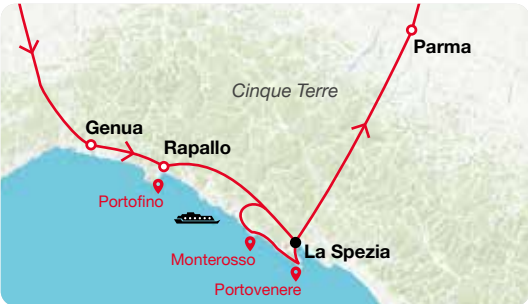 Parma
Cinque Terre
Genua
Rapallo
Portofino
La Spezia
Monterosso
Portovenere